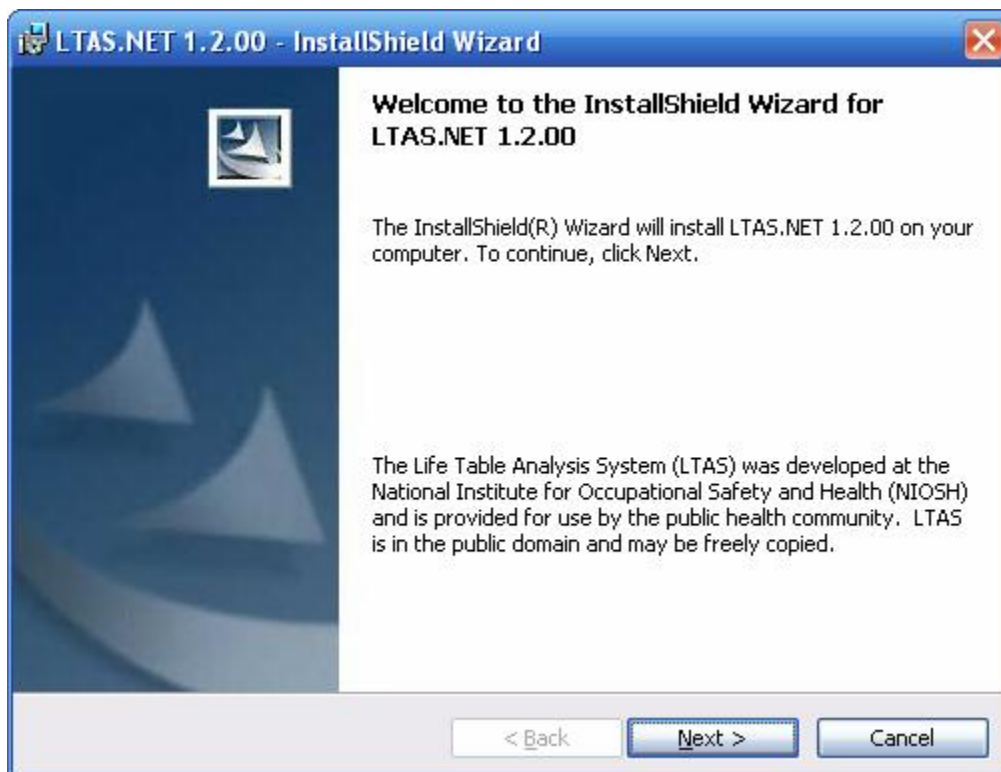 LTAS.NET 1.2.00 - InstallShield Wizard
Welcome to the InstallShield Wizard for
LTAS.NET 1.2.00
The InstallShield(R) Wizard will install LTAS.NET 1.2.00 on your
computer. To continue, click Next.
The Life Table Analysis System (LTAS) was developed at the
National Institute for Occupational Safety and Health (NIOSH)
and is provided for use by the public health community.  LTAS
is in the public domain and may be freely copied.
< Back
Next >
Cancel